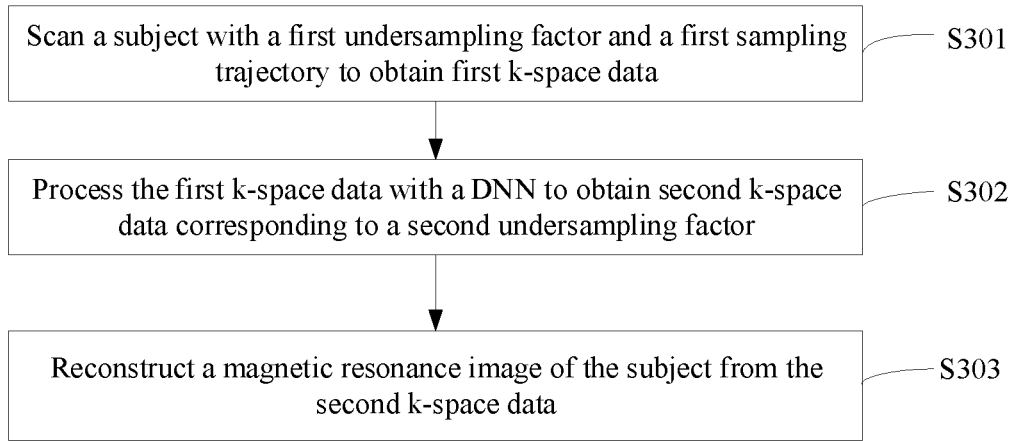 Scan a subject with a first undersampling factor and a first sampling
trajectory to obtain first k-space data
S301
Process the first k-space data with a DNN to obtain second k-space
data corresponding to a second undersampling factor
S302
Reconstruct a magnetic resonance image of the subject from the
second k-space data
S303